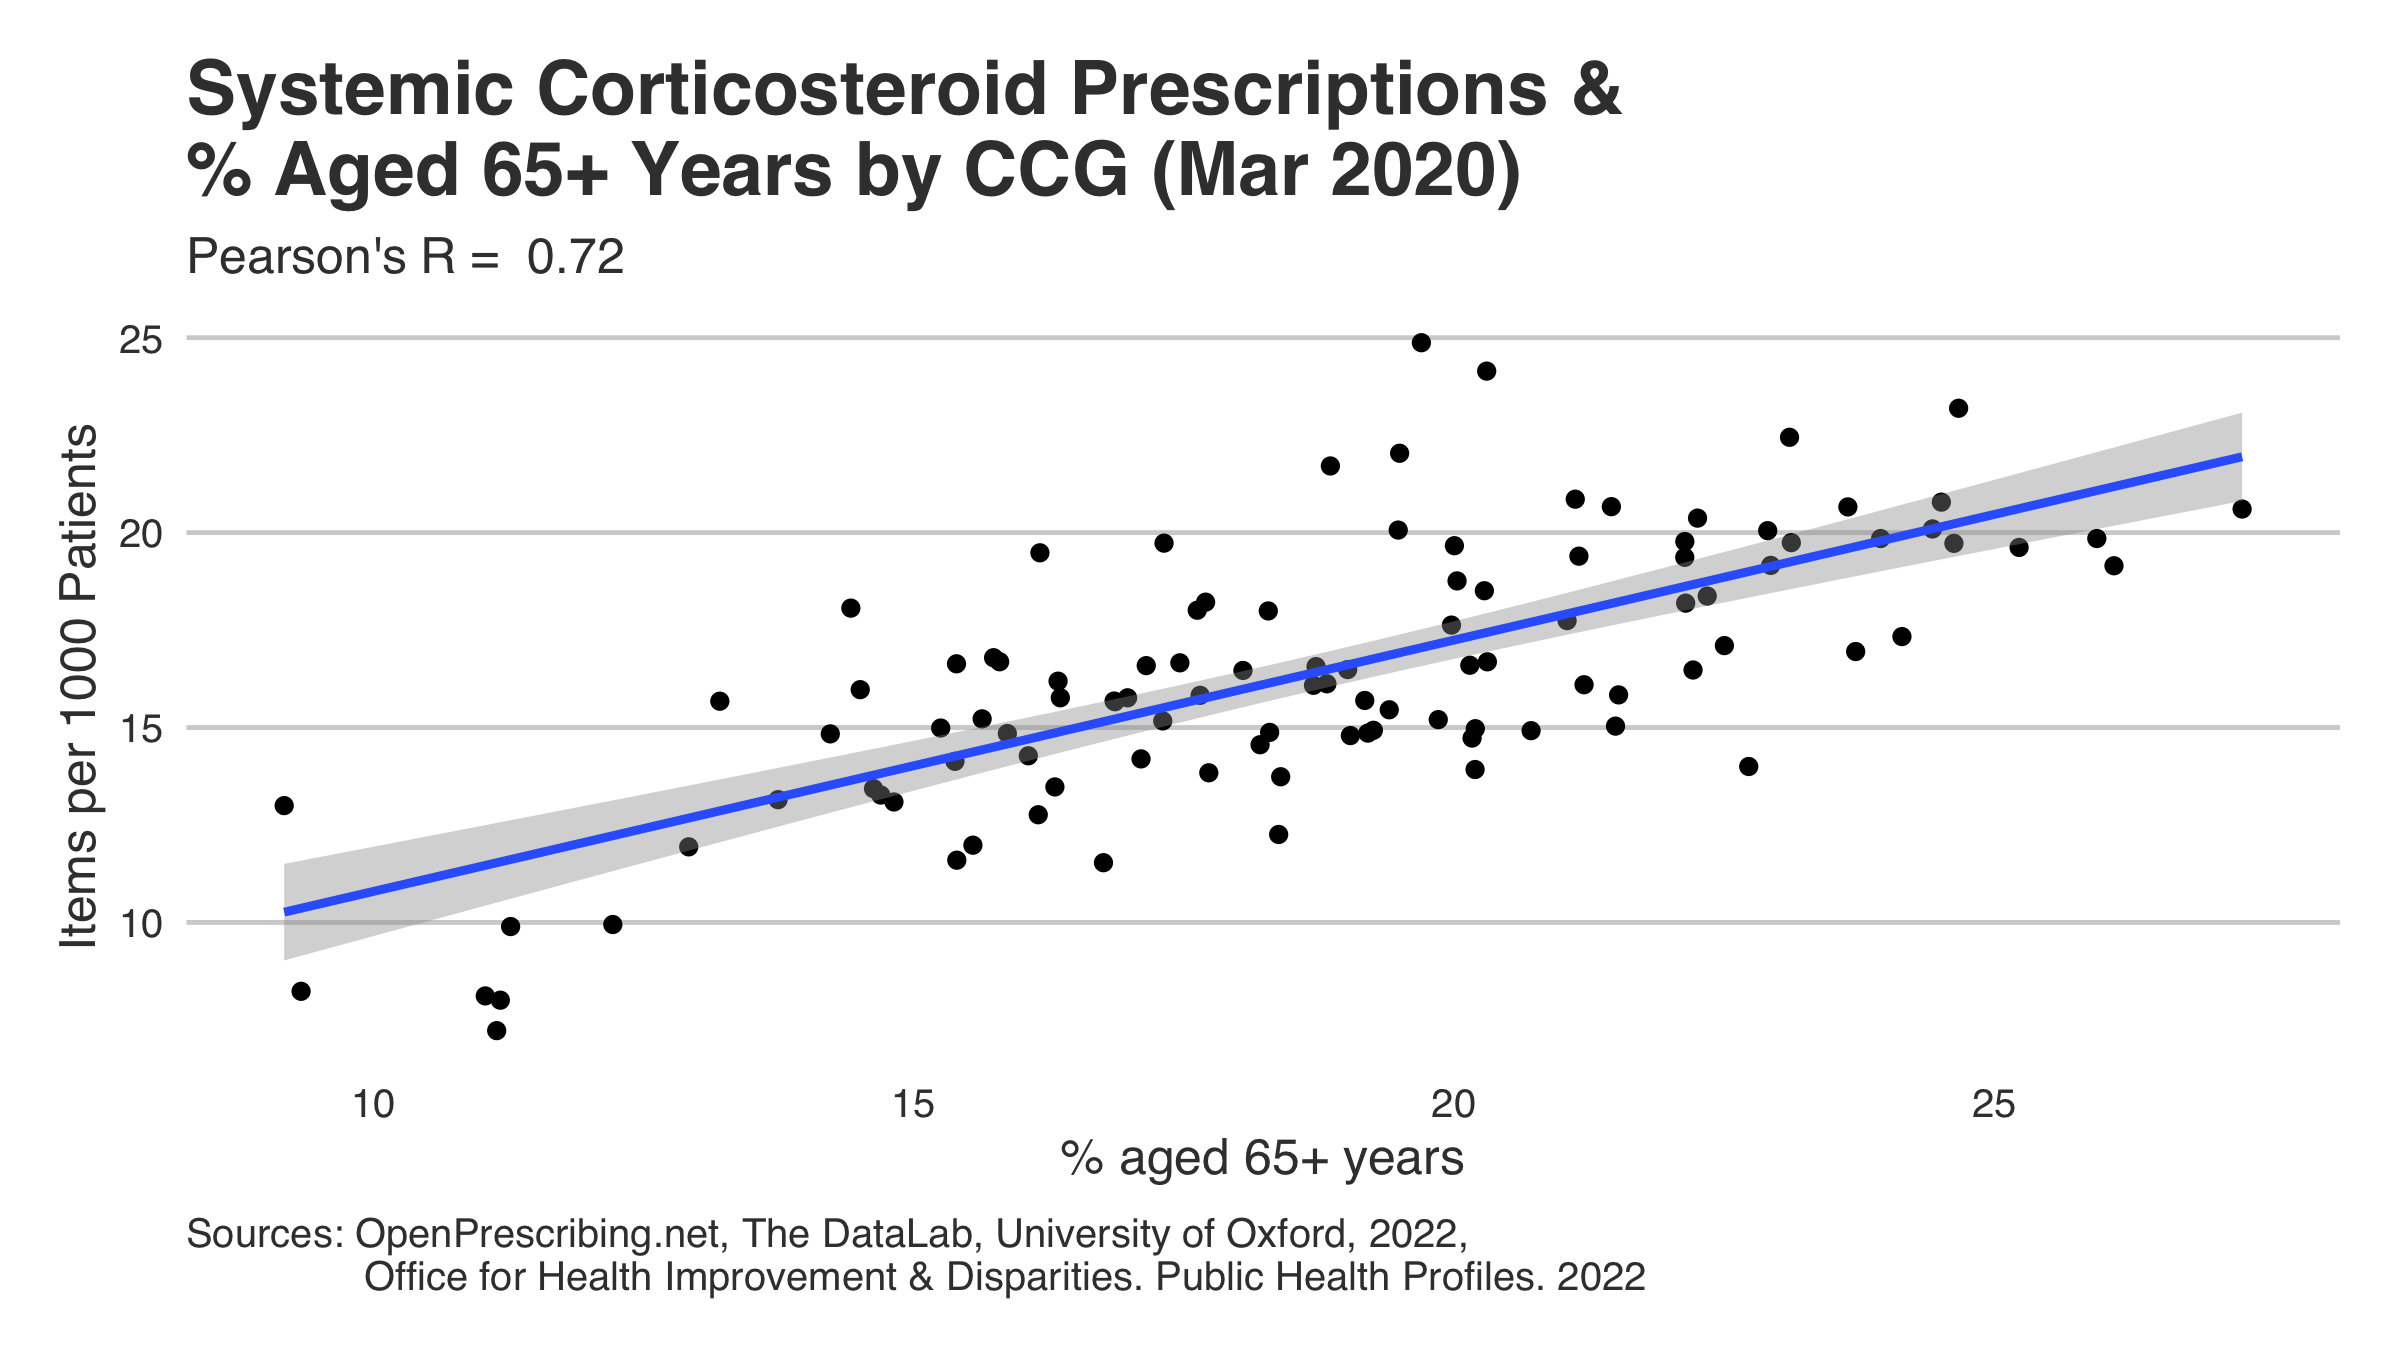 Systemic Corticosteroid Prescriptions &
% Aged 65+ Years by CCG (Mar 2020)
Pearson's R =  0.72
25
20
15
10
Items per 1000 Patients
10 15 20 25
% aged 65+ years
Sources: OpenPrescribing.net, The DataLab, University of Oxford, 2022,
Office for Health Improvement & Disparities. Public Health Profiles. 2022